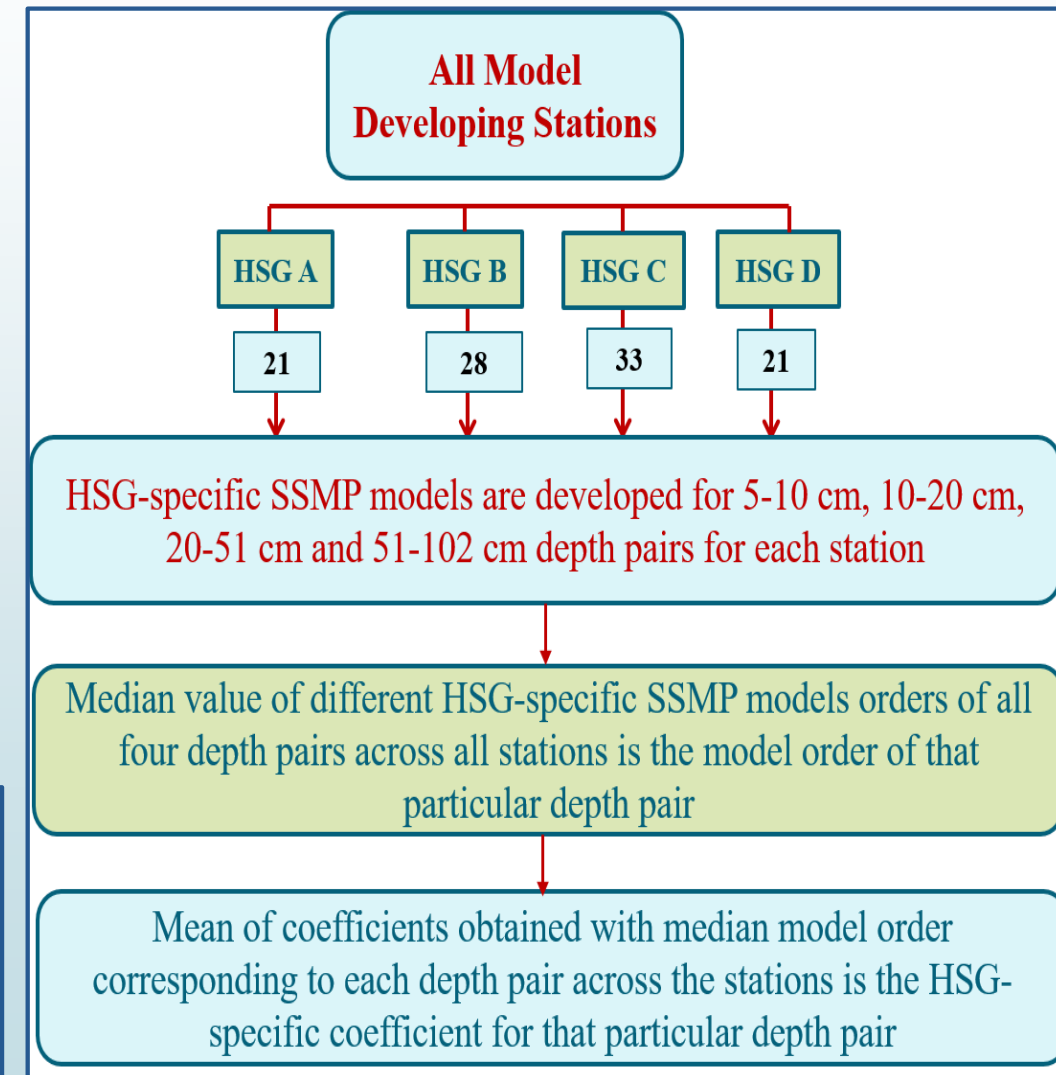 All Model
Developing Stations
HSG A
HSG B
HSG C
HSG D
21
28
33
21
HSG-specific SSMP models are developed for 5-10 cm, 10-20 cm,
20-51 cm and 51-102 cm depth pairs for each station
Median value of different HSG-specific SSMP models orders of all
four depth pairs across all stations is the model order of that
particular depth pair
Mean of coefficients obtained with median model order
corresponding to each depth pair across the stations is the HSG-
specific coefficient for that particular depth pair